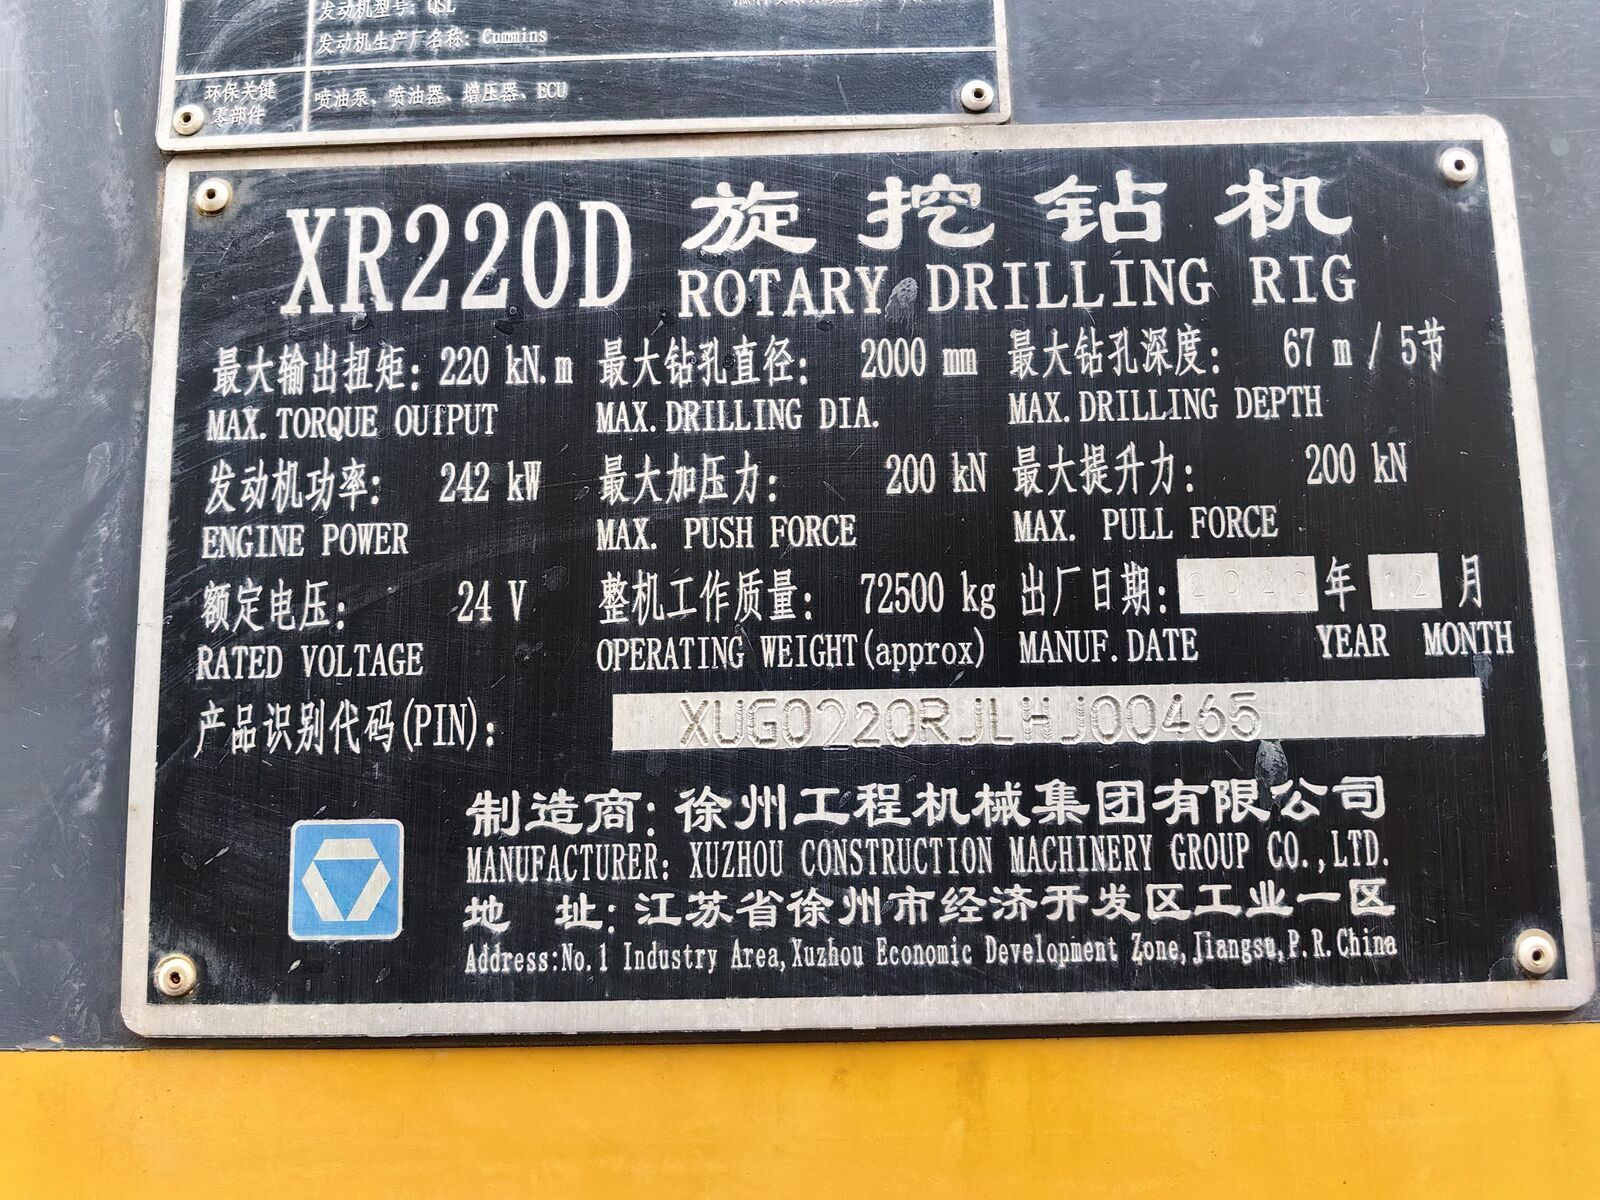 发动机型号：QSL
发动机生产厂名称：Cummins
环保关键零部件 喷油泵、喷油器、增压器、ECU
XR220D 旋挖钻机
ROTARY DRILLING RIG
最大输出扭矩：220 kN.m 最大钻孔直径：2000 mm 最大钻孔深度：67 m / 5节
MAX. TORQUE OUIPUT MAX. DRILLING DIA. MAX. DRILLING DEPTH
发动机功率：242 kW 最大加压力：200 kN 最大提升力：200 kN
ENGINE POWER MAX. PUSH FORCE MAX. PULL FORCE
额定电压：24 V 整机工作质量：72500 kg 出厂日期：2020 年 12 月
RATED VOLTAGE OPERATING WEIGHT(approx) MANUF. DATE YEAR MONTH
产品识别代码(PIN)：XUG0220RJLHJ00465
制造商：徐州工程机械集团有限公司
MANUFACTURER: XUZHOU CONSTRUCTION MACHINERY GROUP CO.,LTD.
地 址：江苏省徐州市经济开发区工业一区
Address:No.1 Industry Area,Xuzhou Economic Development Zone,Jiangsu,P.R.China